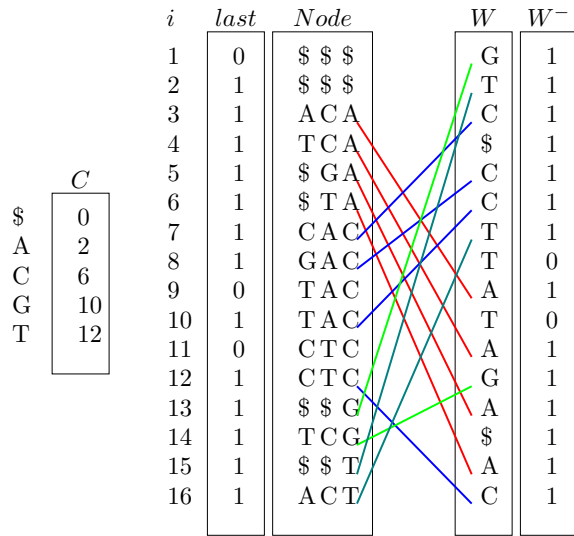 i last Node W W−
1 0 $ $ $ G 1
2 1 $ $ $ T 1
3 1 A C A C 1
4 1 T C A $ 1
5 1 $ G A C 1
6 1 $ T A C 1
7 1 C A C T 1
8 1 G A C T 0
9 0 T A C A 1
10 1 T A C T 0
11 0 C T C A 1
12 1 C T C G 1
13 1 $ $ G A 1
14 1 T C G $ 1
15 1 $ $ T A 1
16 1 A C T C 1
C
$ 0
A 2
C 6
G 10
T 12